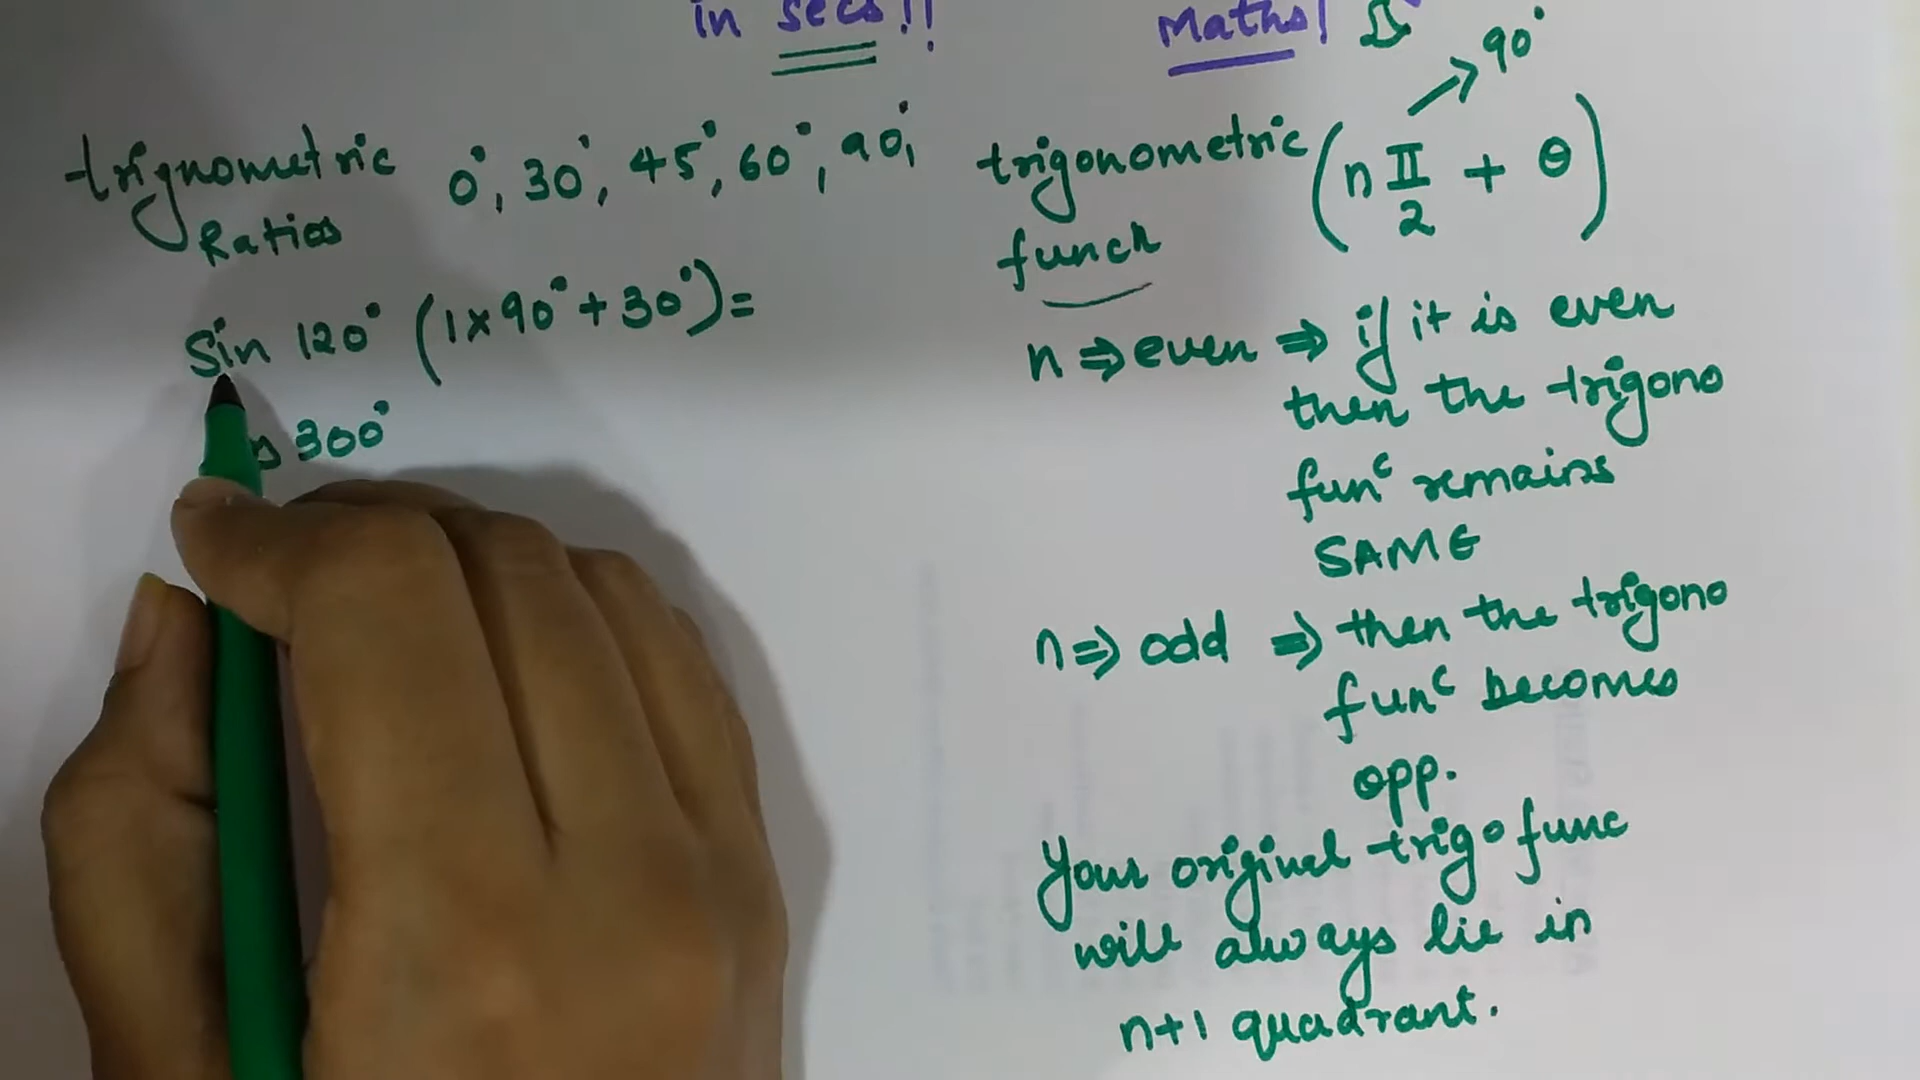 in secs!!
Maths!
90°
trignometric 0°, 30°, 45°, 60°, 90°,
Ratios
Sin 120° (1×90° + 30°) =
300°
trigonometric (n π/2 + θ)
funcn
n ⇒ even ⇒ if it is even
then the trigono
funᶜ remains
SAME
n ⇒ odd ⇒ then the trigono
funᶜ becomes
opp.
Your original trigo func
will always lie in
n+1 quadrant.